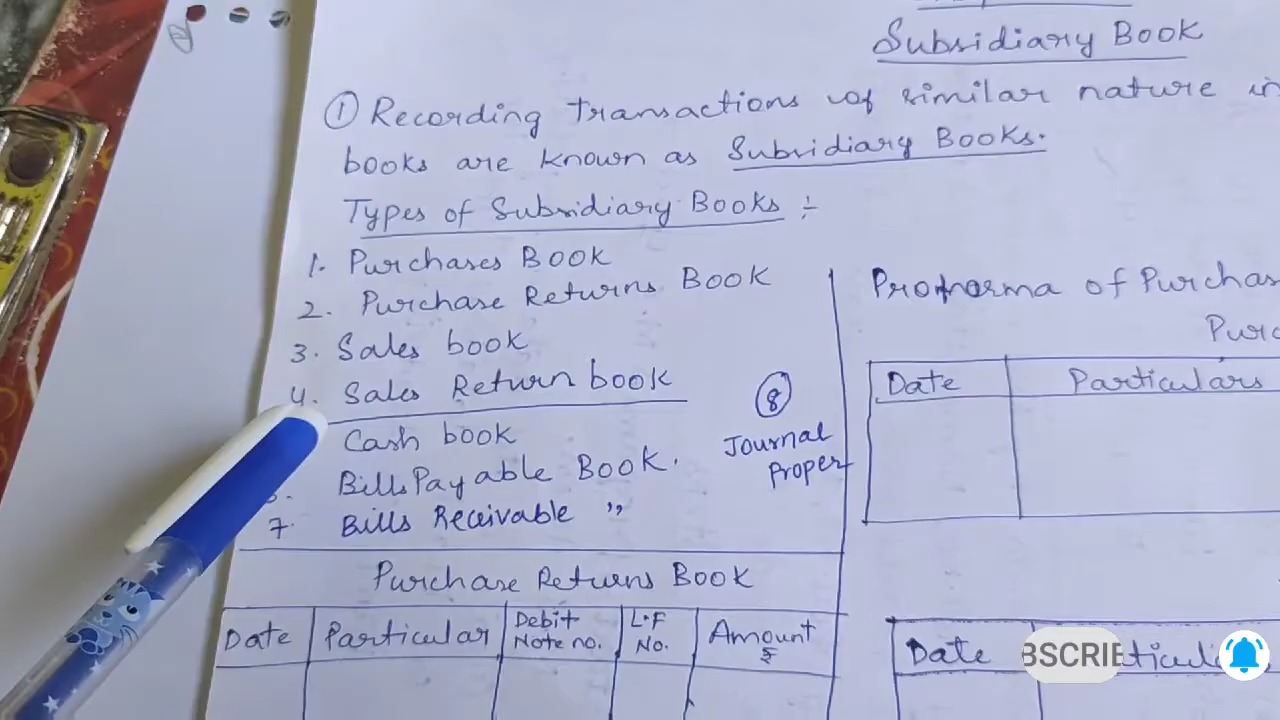 Subsidiary Book
① Recording transactions of similar nature in
books are known as Subsidiary Books.
Types of Subsidiary Books :-
1. Purchases Book
2. Purchase Returns Book
3. Sales book
4. Sales Return book
Cash book
Bills Payable Book.
7. Bills Receivable "
⑧
Journal
Proper
Purchase Returns Book
Date Particular Debit Note no. L.F No. Amount ₹
Proforma of Purchas
Purc
Date Particulars
Date